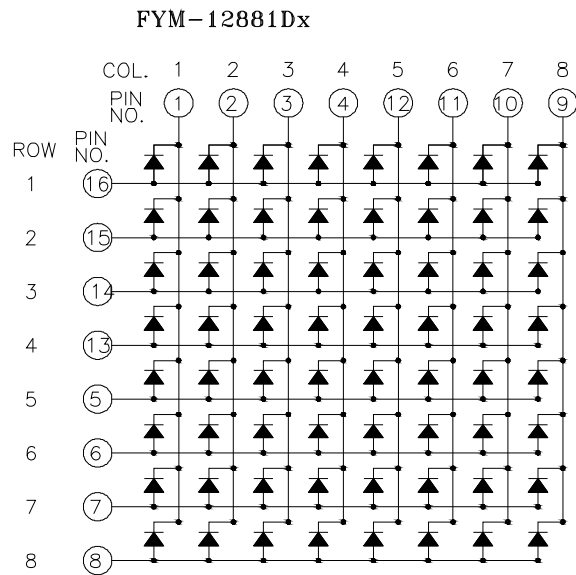 FYM-12881Dx
COL. 1 2 3 4 5 6 7 8
PIN NO. 1 2 3 4 12 11 10 9
ROW PIN NO.
1 16
2 15
3 14
4 13
5 5
6 6
7 7
8 8